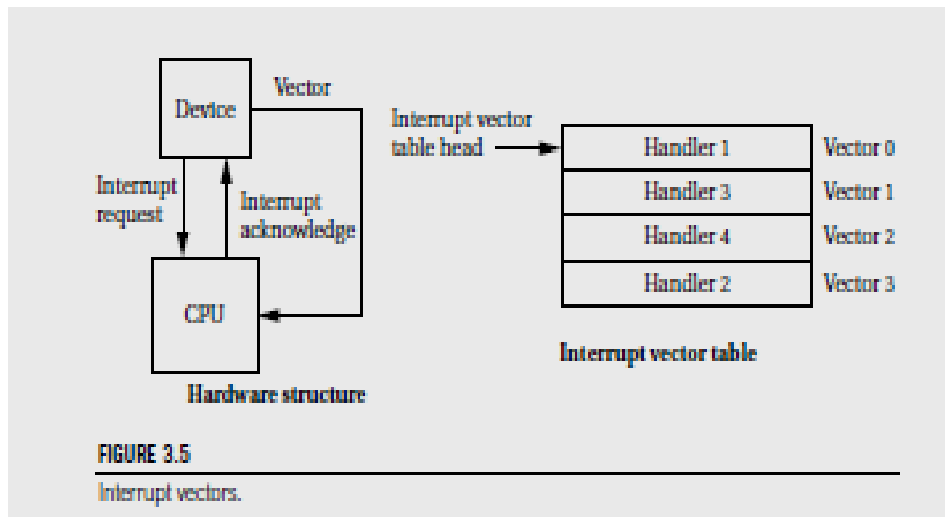 Device
Vector
Interrupt
request
Interrupt
acknowledge
CPU
Hardware structure
Interrupt vector
table head
Handler 1 Vector 0
Handler 3 Vector 1
Handler 4 Vector 2
Handler 2 Vector 3
Interrupt vector table
FIGURE 3.5
Interrupt vectors.